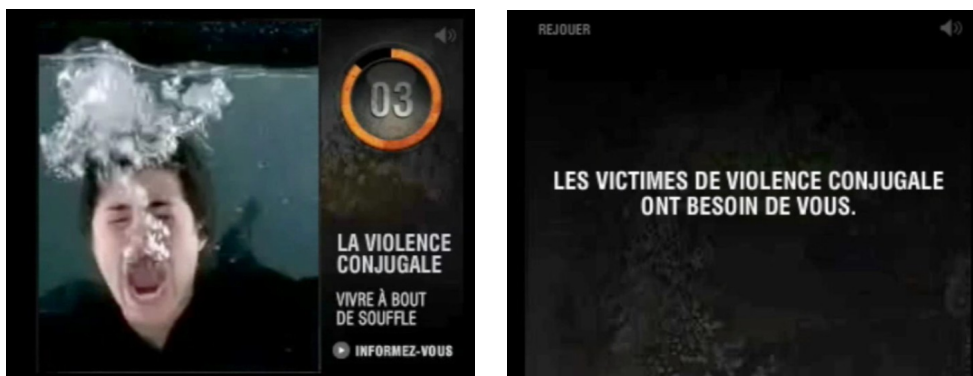 03
LA VIOLENCE
CONJUGALE
VIVRE À BOUT
DE SOUFFLE
INFORMEZ-VOUS
REJOUER
LES VICTIMES DE VIOLENCE CONJUGALE
ONT BESOIN DE VOUS.